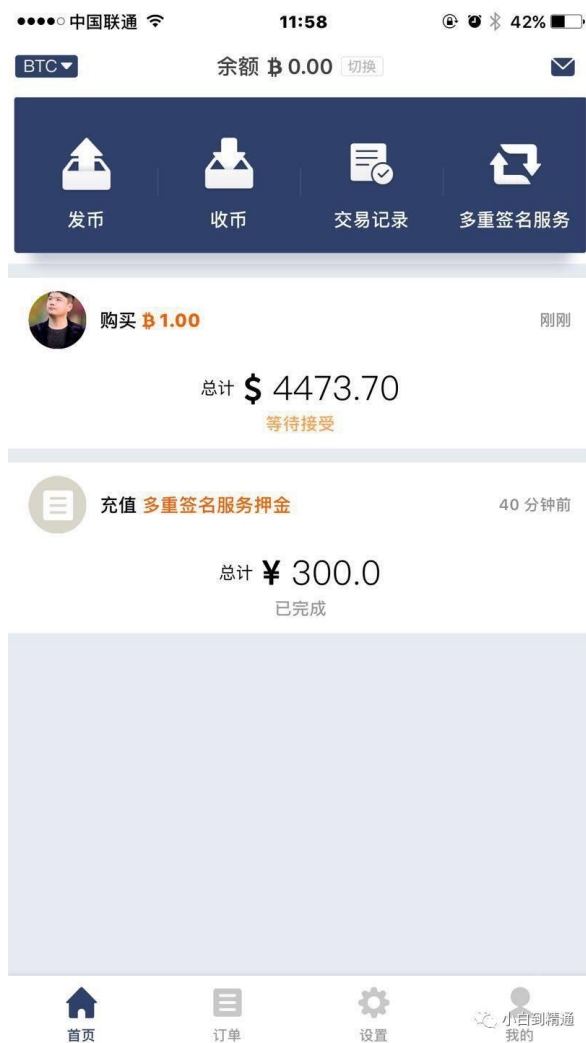 中国联通 11:58 42%
BTC 余额 ₿ 0.00 切换
发币 收币 交易记录 多重签名服务
购买 ₿ 1.00 刚刚
总计 $ 4473.70
等待接受
充值 多重签名服务押金 40 分钟前
总计 ¥ 300.0
已完成
首页 订单 设置 我的
小白到精通